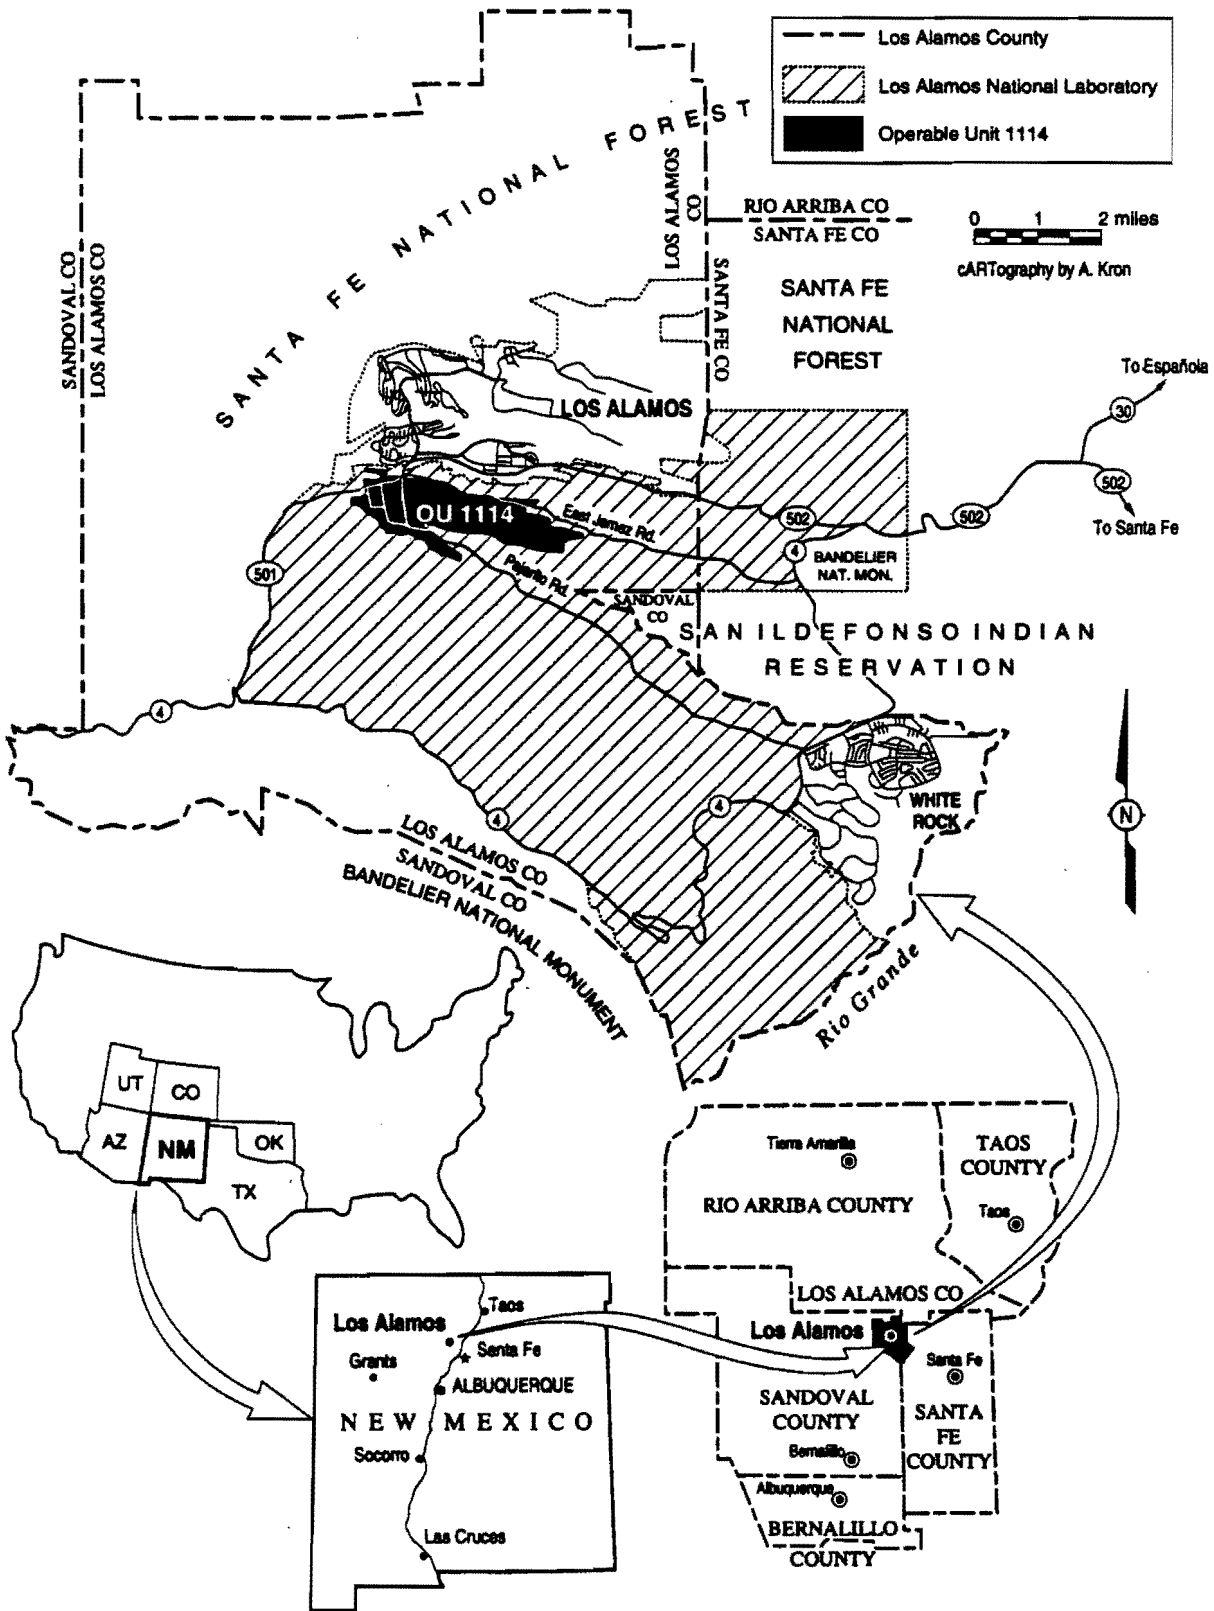 Los Alamos County
Los Alamos National Laboratory
Operable Unit 1114
SANTA FE NATIONAL FOREST
LOS ALAMOS
CO
RIO ARRIBA CO
SANTA FE CO
0 1 2 miles
cARTography by A. Kron
SANDOVAL CO
LOS ALAMOS CO
SANTA FE CO
SANTA FE
NATIONAL
FOREST
To Española
30
LOS ALAMOS
502
To Santa Fe
OU 1114
East Jemez Rd.
502
502
4
BANDELIER
NAT. MON.
501
Pajarito Rd.
SANDOVAL
CO
SAN ILDEFONSO INDIAN
RESERVATION
4
WHITE
ROCK
4
4
N
LOS ALAMOS CO
SANDOVAL CO
BANDELIER NATIONAL MONUMENT
Rio Grande
UT
CO
AZ
NM
OK
TX
Tierra Amarilla
TAOS
COUNTY
RIO ARRIBA COUNTY
Taos
LOS ALAMOS CO
Los Alamos
Santa Fe
SANDOVAL
COUNTY
SANTA
FE
COUNTY
Bernalillo
Albuquerque
BERNALILLO
COUNTY
Taos
Los Alamos
Santa Fe
Grants
ALBUQUERQUE
NEW MEXICO
Socorro
Las Cruces